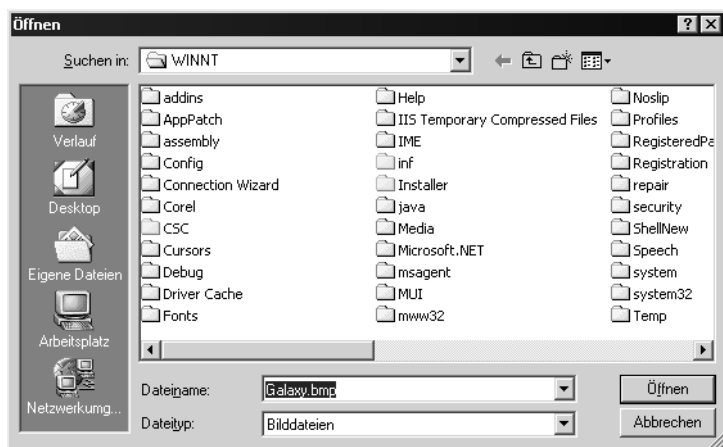 Öffnen
Suchen in: WINNT
Verlauf
Desktop
Eigene Dateien
Arbeitsplatz
Netzwerkumg...
addins
AppPatch
assembly
Config
Connection Wizard
Corel
CSC
Cursors
Debug
Driver Cache
Fonts
Help
IIS Temporary Compressed Files
IME
inf
Installer
java
Media
Microsoft.NET
msagent
MUI
mww32
Noslip
Profiles
RegisteredPa
Registration
repair
security
ShellNew
Speech
system
system32
Temp
Dateiname: Galaxy.bmp
Öffnen
Dateityp: Bilddateien
Abbrechen